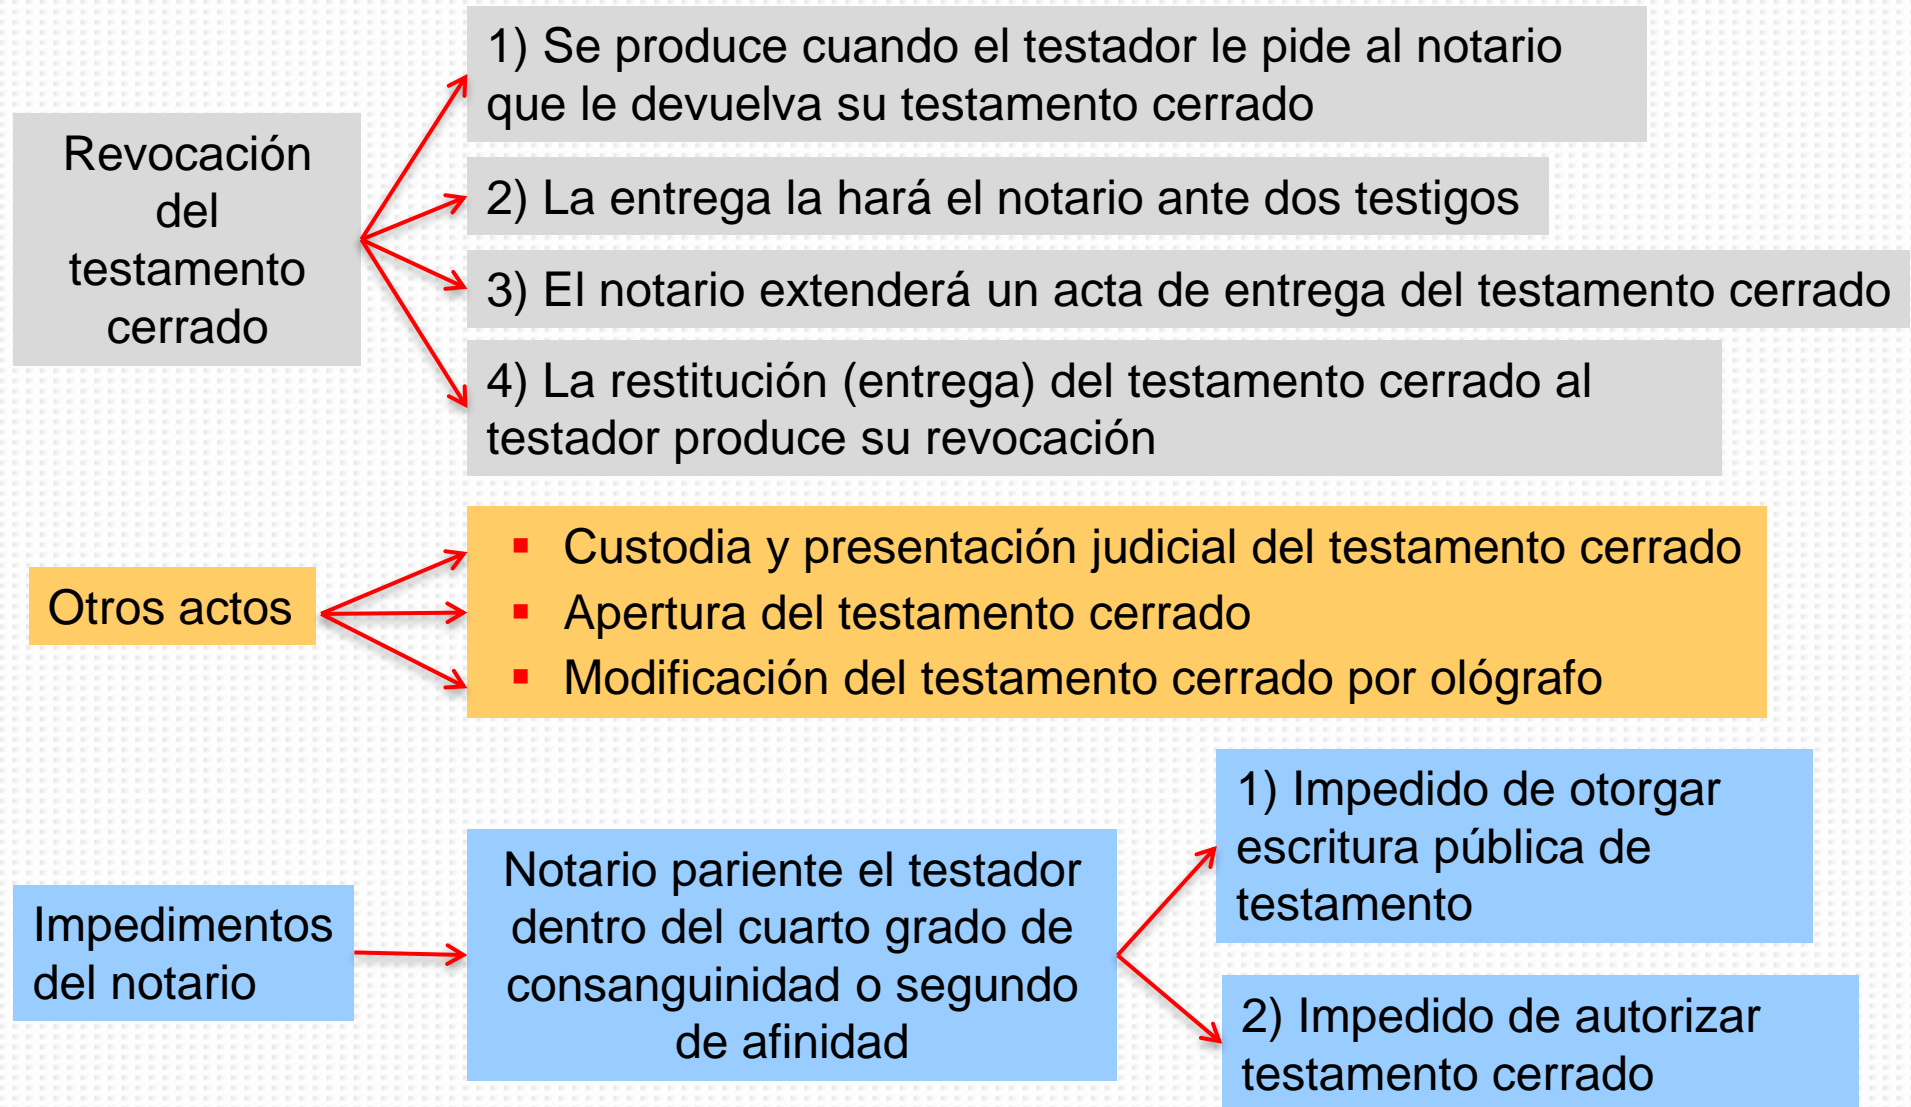 Revocación
del
testamento
cerrado
1) Se produce cuando el testador le pide al notario
que le devuelva su testamento cerrado
2) La entrega la hará el notario ante dos testigos
3) El notario extenderá un acta de entrega del testamento cerrado
4) La restitución (entrega) del testamento cerrado al
testador produce su revocación
Otros actos
▪ Custodia y presentación judicial del testamento cerrado
▪ Apertura del testamento cerrado
▪ Modificación del testamento cerrado por ológrafo
Impedimentos
del notario
Notario pariente el testador
dentro del cuarto grado de
consanguinidad o segundo
de afinidad
1) Impedido de otorgar
escritura pública de
testamento
2) Impedido de autorizar
testamento cerrado